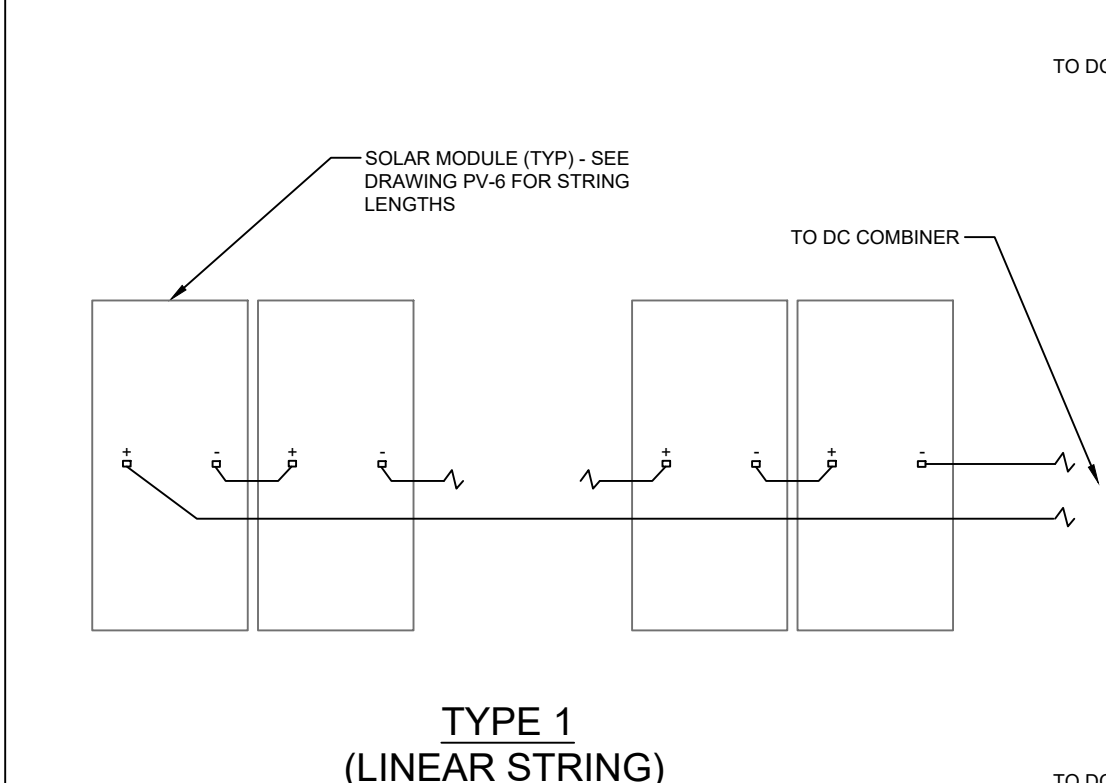 TO DC
SOLAR MODULE (TYP) - SEE
DRAWING PV-6 FOR STRING
LENGTHS
TO DC COMBINER
+ - + - + - + -
TYPE 1
(LINEAR STRING)
TO DC